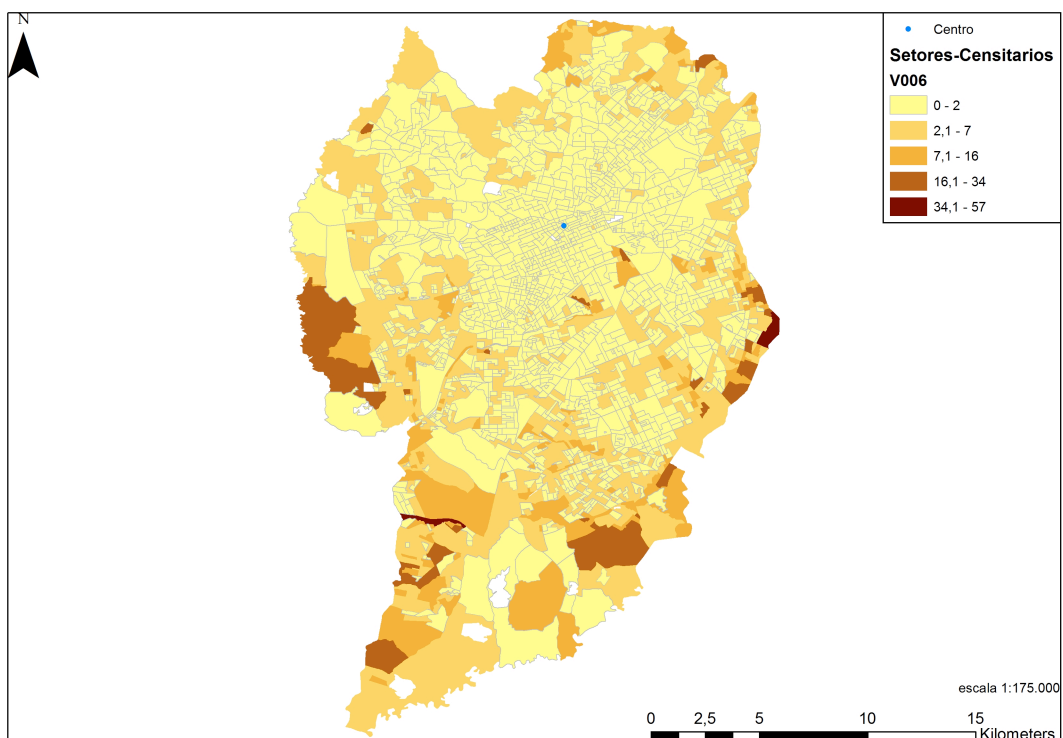 N
Centro
Setores-Censitarios
V006
0 - 2
2,1 - 7
7,1 - 16
16,1 - 34
34,1 - 57
escala 1:175.000
0 2,5 5 10 15
Kilometers